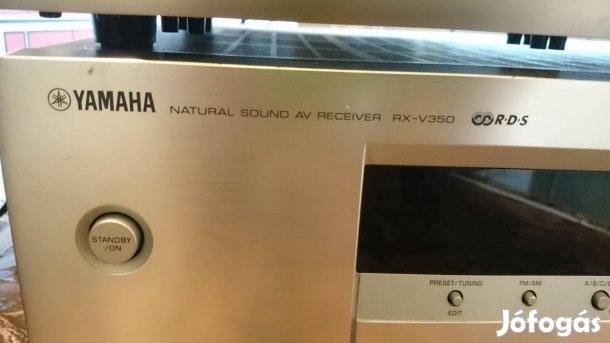 YAMAHA NATURAL SOUND AV RECEIVER RX-V350 R·D·S
STANDBY
/ON
PRESET/TUNING FM/AM A/B/C/D
EDIT
Jófogás